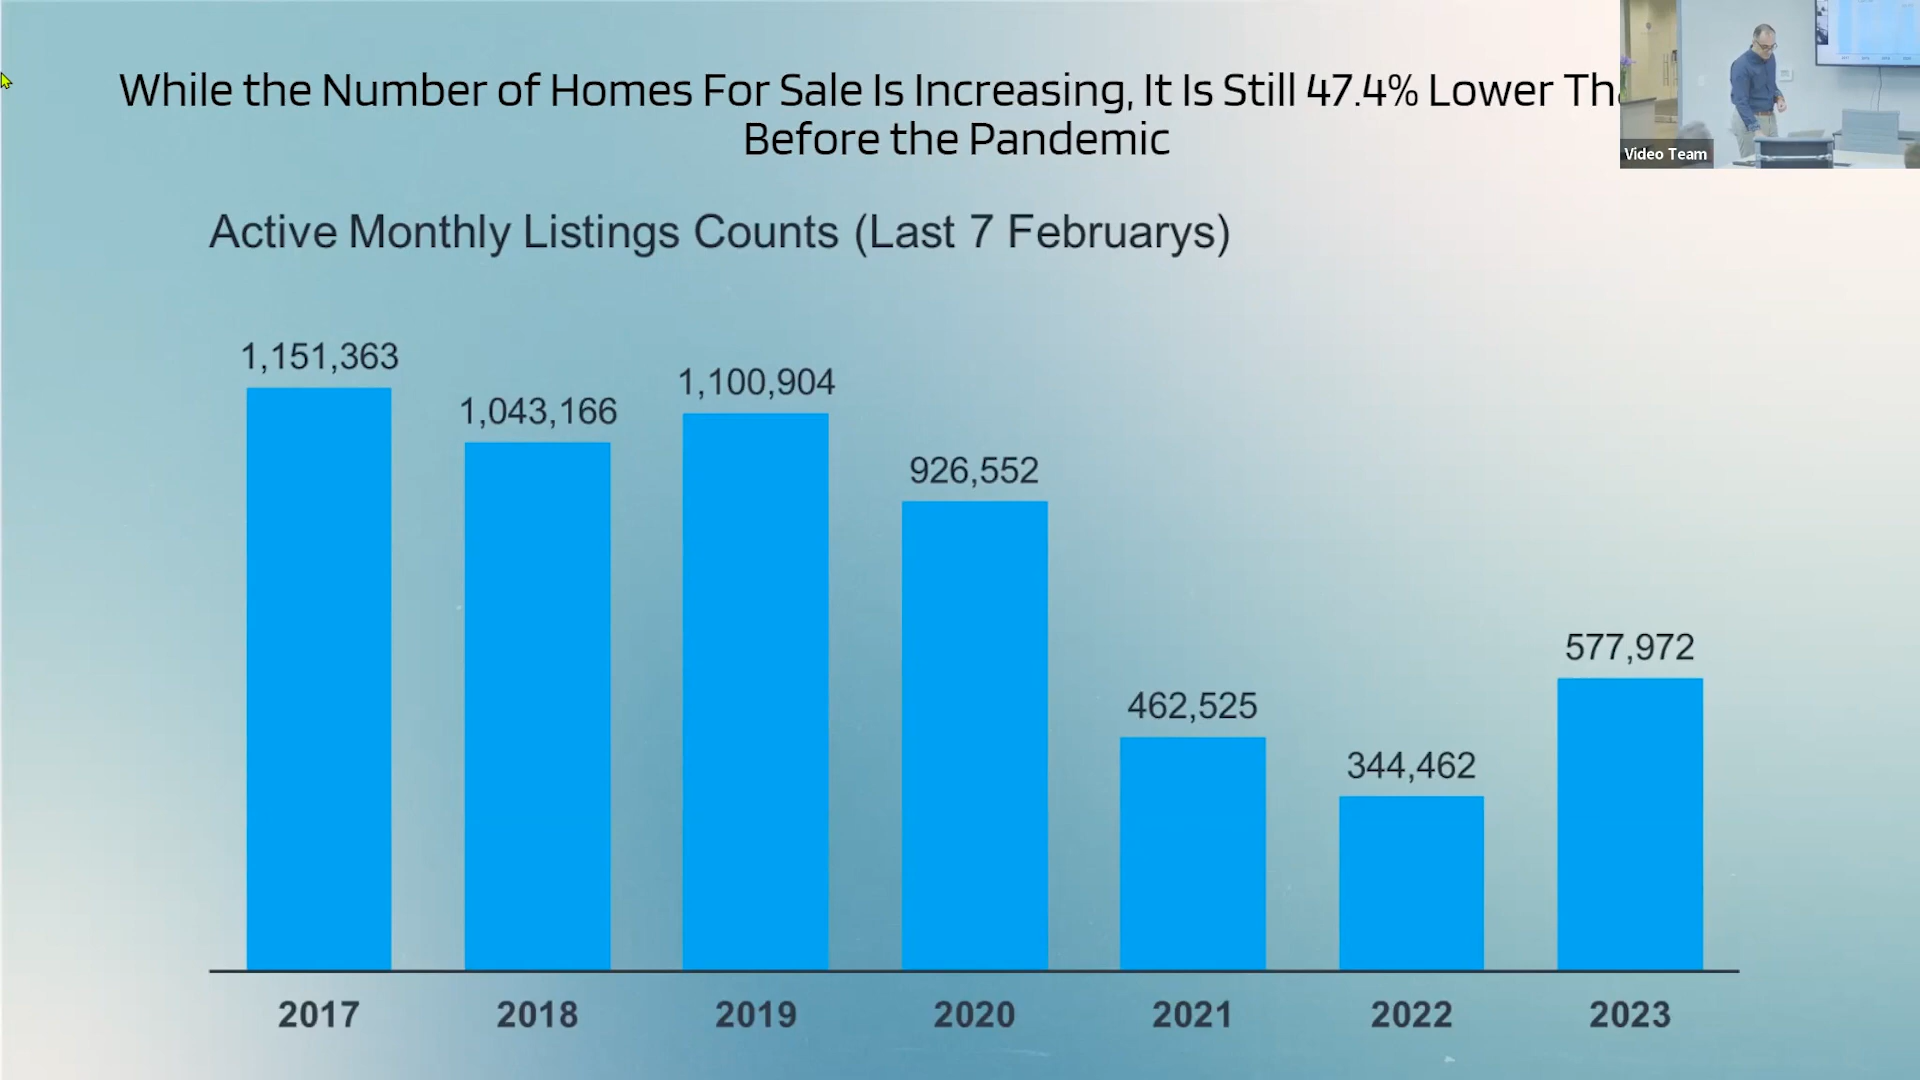 While the Number of Homes For Sale Is Increasing, It Is Still 47.4% Lower
Before the Pandemic
Video Team
Active Monthly Listings Counts (Last 7 Februarys)
1,151,363
1,043,166
1,100,904
926,552
462,525
344,462
577,972
2017 2018 2019 2020 2021 2022 2023